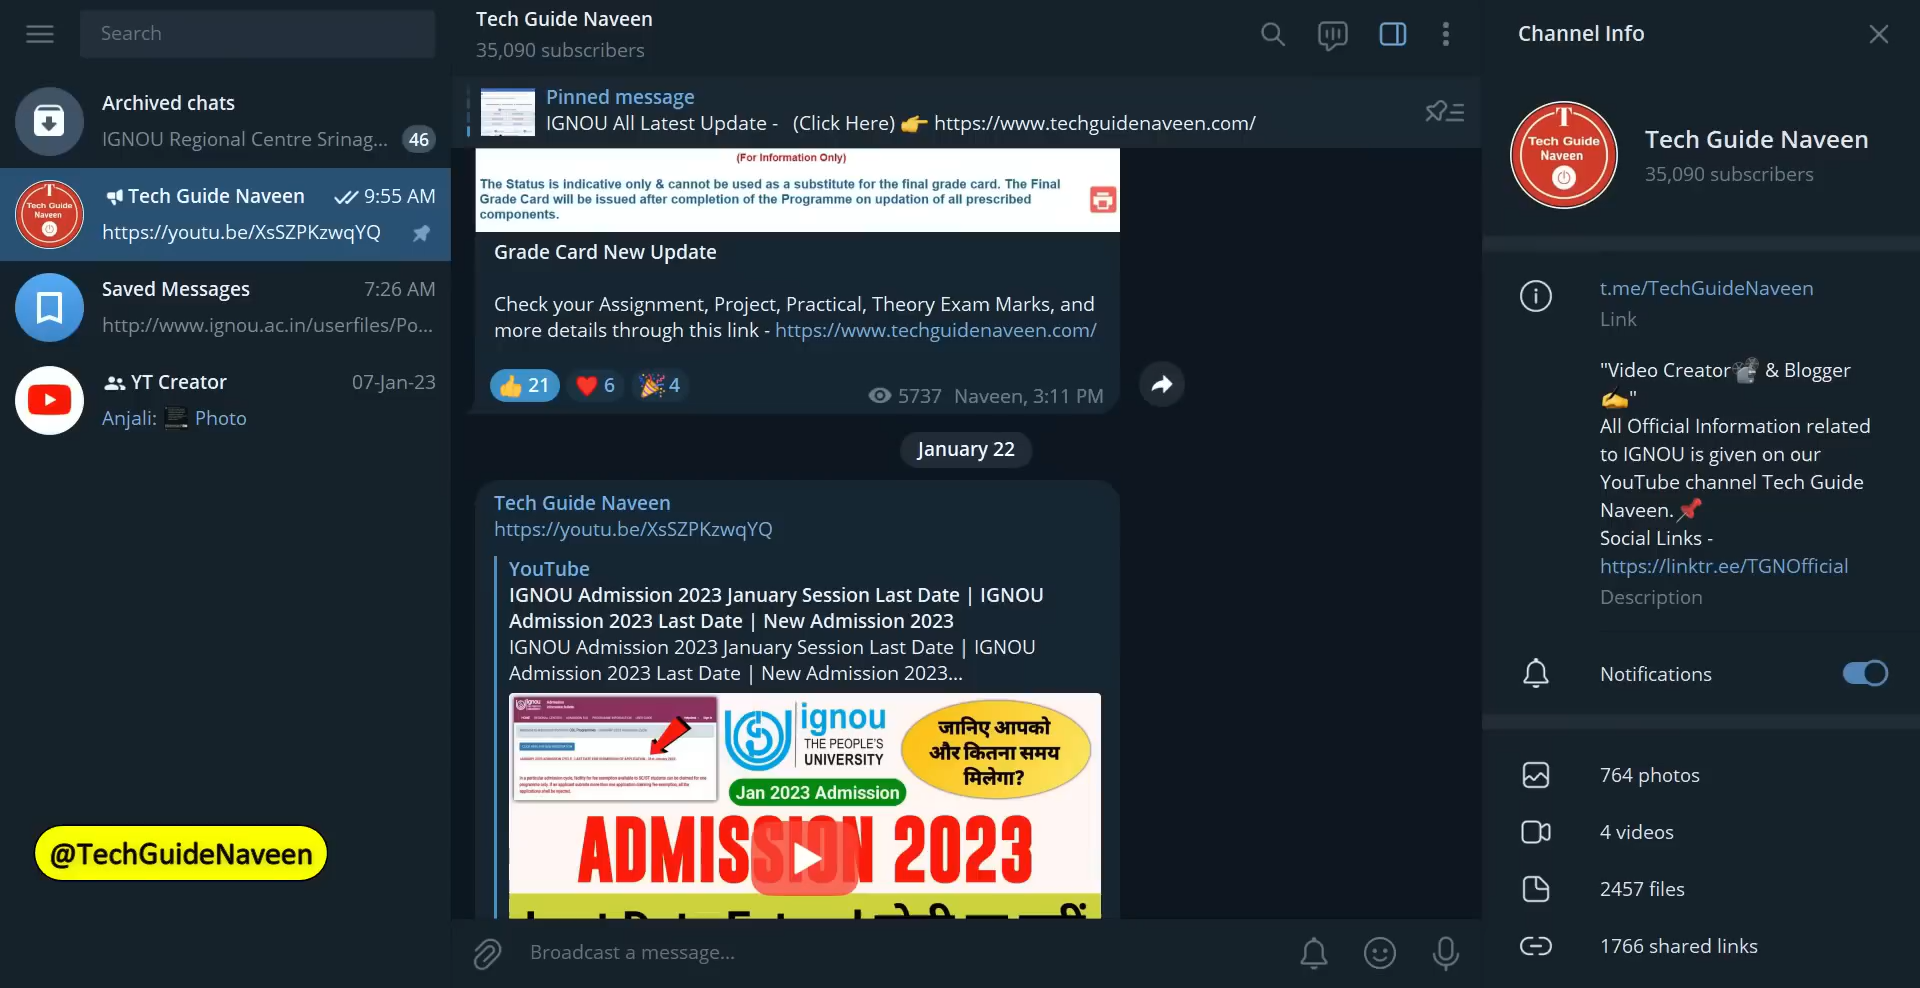 Search
Archived chats
IGNOU Regional Centre Srinag...
46
Tech Guide Naveen
9:55 AM
https://youtu.be/XsSZPKzwqYQ
Saved Messages
7:26 AM
http://www.ignou.ac.in/userfiles/Po...
YT Creator
07-Jan-23
Anjali:
Photo
@TechGuideNaveen
Tech Guide Naveen
35,090 subscribers
Pinned message
IGNOU All Latest Update - (Click Here) 👉 https://www.techguidenaveen.com/
(For Information Only)
The Status is indicative only & cannot be used as a substitute for the final grade card. The Final
Grade Card will be issued after completion of the Programme on updation of all prescribed
components.
Grade Card New Update
Check your Assignment, Project, Practical, Theory Exam Marks, and
more details through this link - https://www.techguidenaveen.com/
👍 21 ❤️ 6 🎉 4
5737 Naveen, 3:11 PM
January 22
Tech Guide Naveen
https://youtu.be/XsSZPKzwqYQ
YouTube
IGNOU Admission 2023 January Session Last Date | IGNOU
Admission 2023 Last Date | New Admission 2023
IGNOU Admission 2023 January Session Last Date | IGNOU
Admission 2023 Last Date | New Admission 2023...
ignou
THE PEOPLE'S
UNIVERSITY
Jan 2023 Admission
जानिए आपको
और कितना समय
मिलेगा?
ADMISSION 2023
Broadcast a message...
Channel Info
T
Tech Guide
Naveen
Tech Guide Naveen
35,090 subscribers
t.me/TechGuideNaveen
Link
"Video Creator📽️ & Blogger
✍️"
All Official Information related
to IGNOU is given on our
YouTube channel Tech Guide
Naveen.📌
Social Links -
https://linktr.ee/TGNOfficial
Description
Notifications
764 photos
4 videos
2457 files
1766 shared links